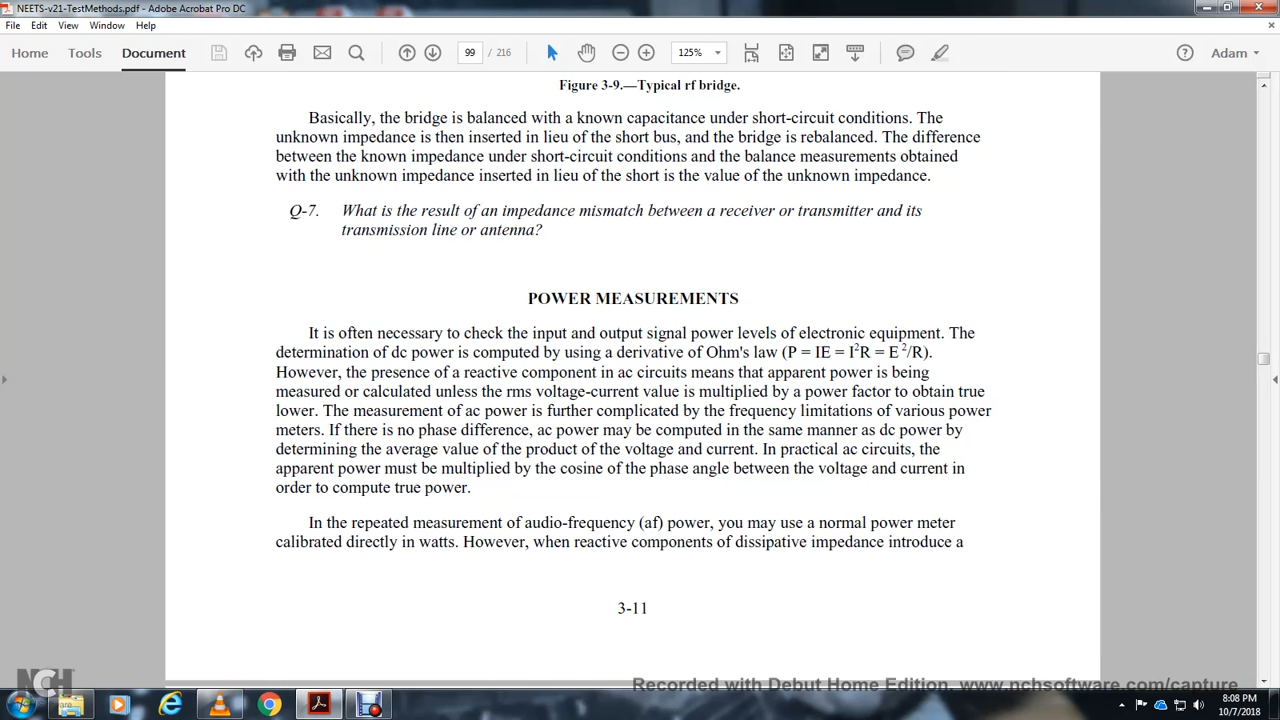 NEETS-v21-TestMethods.pdf - Adobe Acrobat Pro DC
File Edit View Window Help
Home Tools Document 99 / 216 125% Adam
Figure 3-9.—Typical rf bridge.
Basically, the bridge is balanced with a known capacitance under short-circuit conditions. The
unknown impedance is then inserted in lieu of the short bus, and the bridge is rebalanced. The difference
between the known impedance under short-circuit conditions and the balance measurements obtained
with the unknown impedance inserted in lieu of the short is the value of the unknown impedance.
Q-7. What is the result of an impedance mismatch between a receiver or transmitter and its
transmission line or antenna?
POWER MEASUREMENTS
It is often necessary to check the input and output signal power levels of electronic equipment. The
determination of dc power is computed by using a derivative of Ohm's law (P = IE = I²R = E ²/R).
However, the presence of a reactive component in ac circuits means that apparent power is being
measured or calculated unless the rms voltage-current value is multiplied by a power factor to obtain true
lower. The measurement of ac power is further complicated by the frequency limitations of various power
meters. If there is no phase difference, ac power may be computed in the same manner as dc power by
determining the average value of the product of the voltage and current. In practical ac circuits, the
apparent power must be multiplied by the cosine of the phase angle between the voltage and current in
order to compute true power.
In the repeated measurement of audio-frequency (af) power, you may use a normal power meter
calibrated directly in watts. However, when reactive components of dissipative impedance introduce a
3-11
NCH
ware
Recorded with Debut Home Edition. www.nchsoftware.com/capture
8:08 PM
10/7/2018